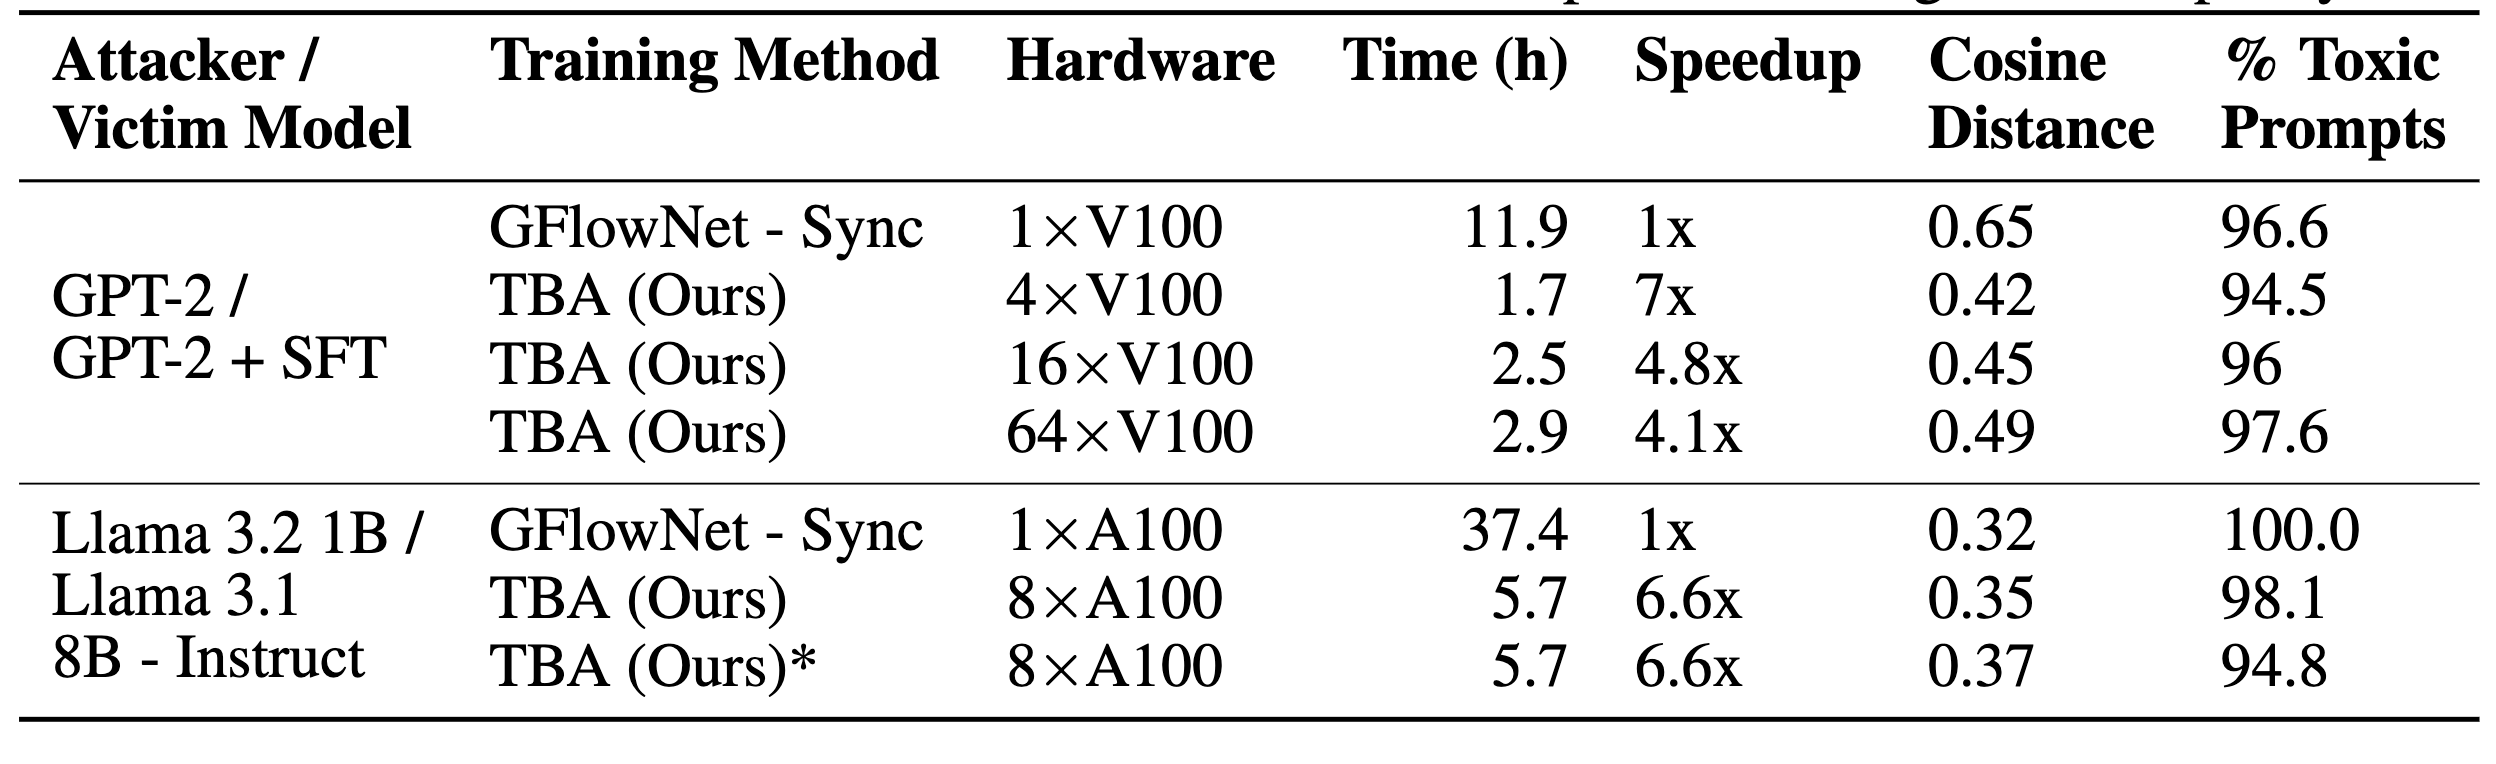 Attacker / Training Method Hardware Time (h) Speedup Cosine % Toxic
Victim Model Distance Prompts
GFlowNet - Sync 1×V100 11.9 1x 0.65 96.6
GPT-2 / TBA (Ours) 4×V100 1.7 7x 0.42 94.5
GPT-2 + SFT TBA (Ours) 16×V100 2.5 4.8x 0.45 96
TBA (Ours) 64×V100 2.9 4.1x 0.49 97.6
Llama 3.2 1B / GFlowNet - Sync 1×A100 37.4 1x 0.32 100.0
Llama 3.1 TBA (Ours) 8×A100 5.7 6.6x 0.35 98.1
8B - Instruct TBA (Ours)* 8×A100 5.7 6.6x 0.37 94.8